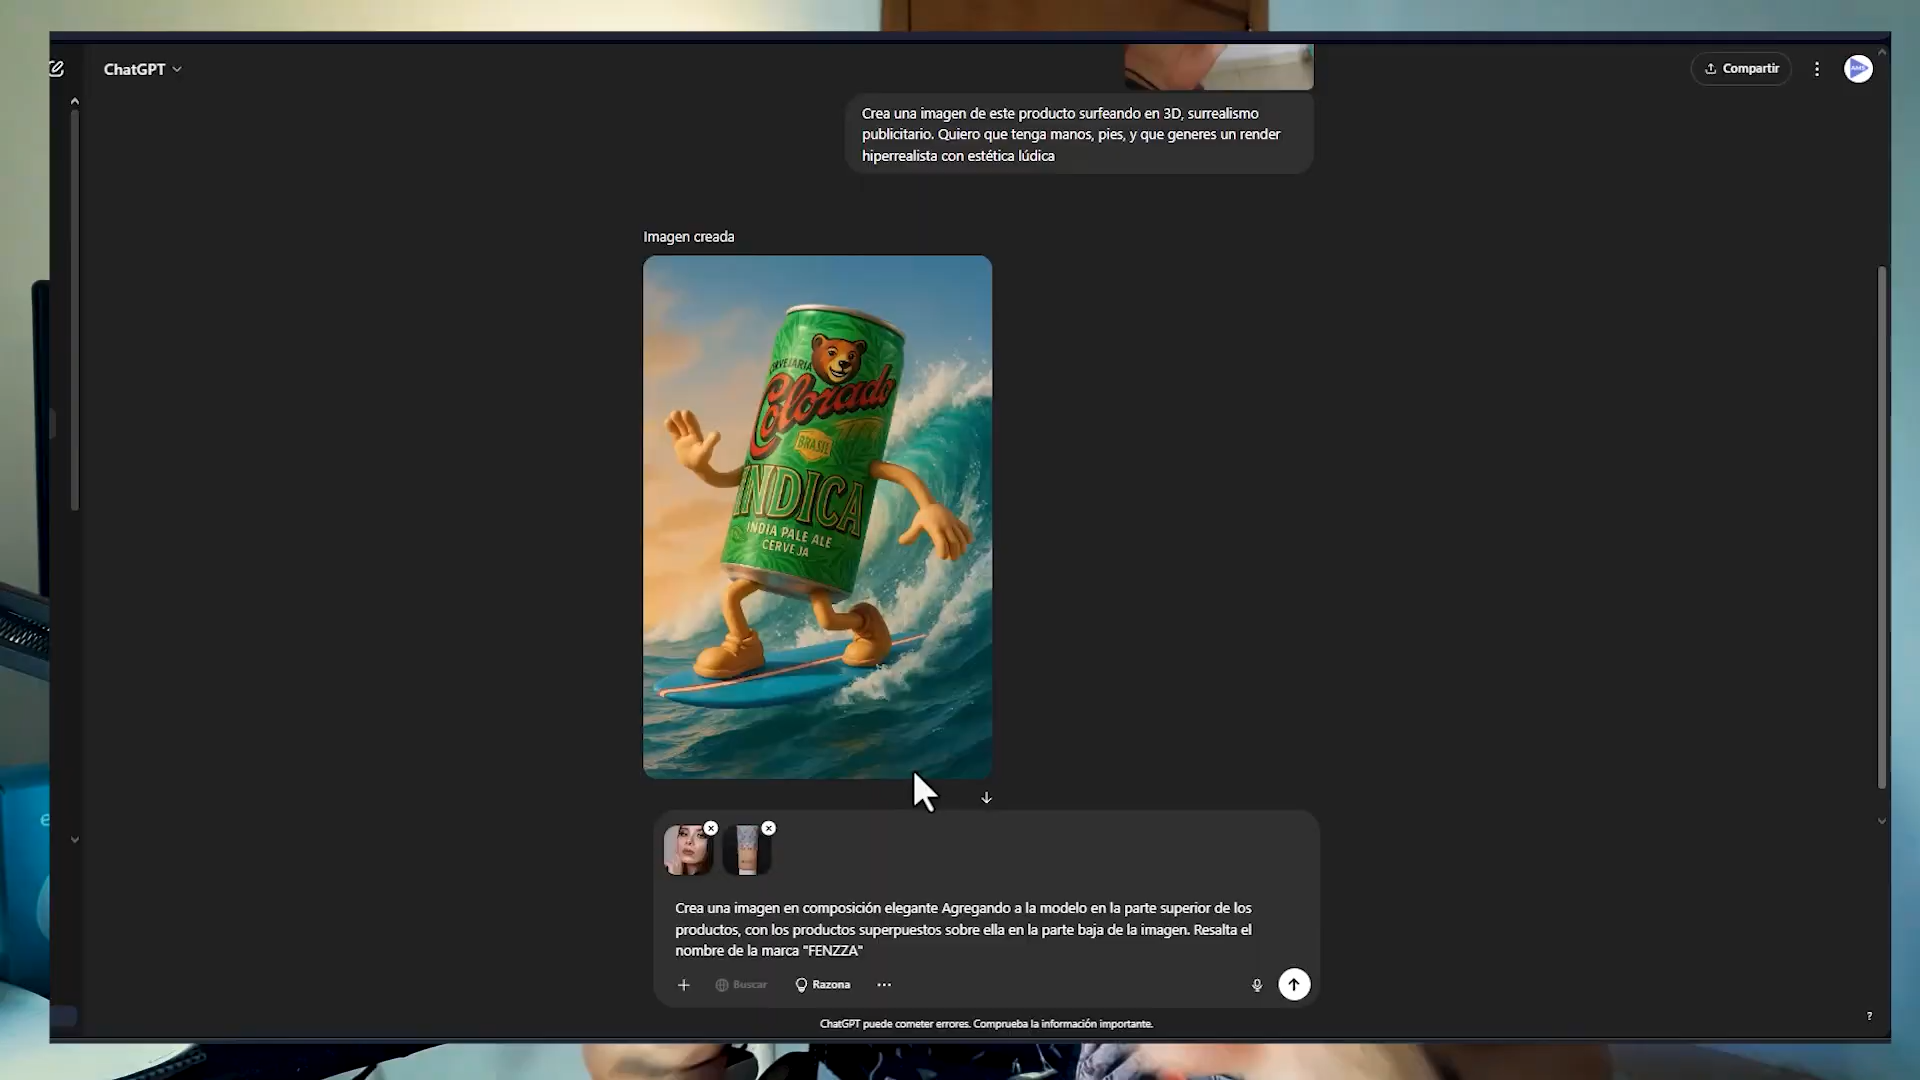 ChatGPT
Compartir
Crea una imagen de este producto surfeando en 3D, surrealismo
publicitario. Quiero que tenga manos, pies, y que generes un render
hiperrealista con estética lúdica
Imagen creada
CERVEJARIA
Colorado
BRASIL
INDICA
INDIA PALE ALE
CERVEJA
Crea una imagen en composición elegante Agregando a la modelo en la parte superior de los
productos, con los productos superpuestos sobre ella en la parte baja de la imagen. Resalta el
nombre de la marca "FENZZA"
Buscar
Razona
ChatGPT puede cometer errores. Comprueba la información importante.
?